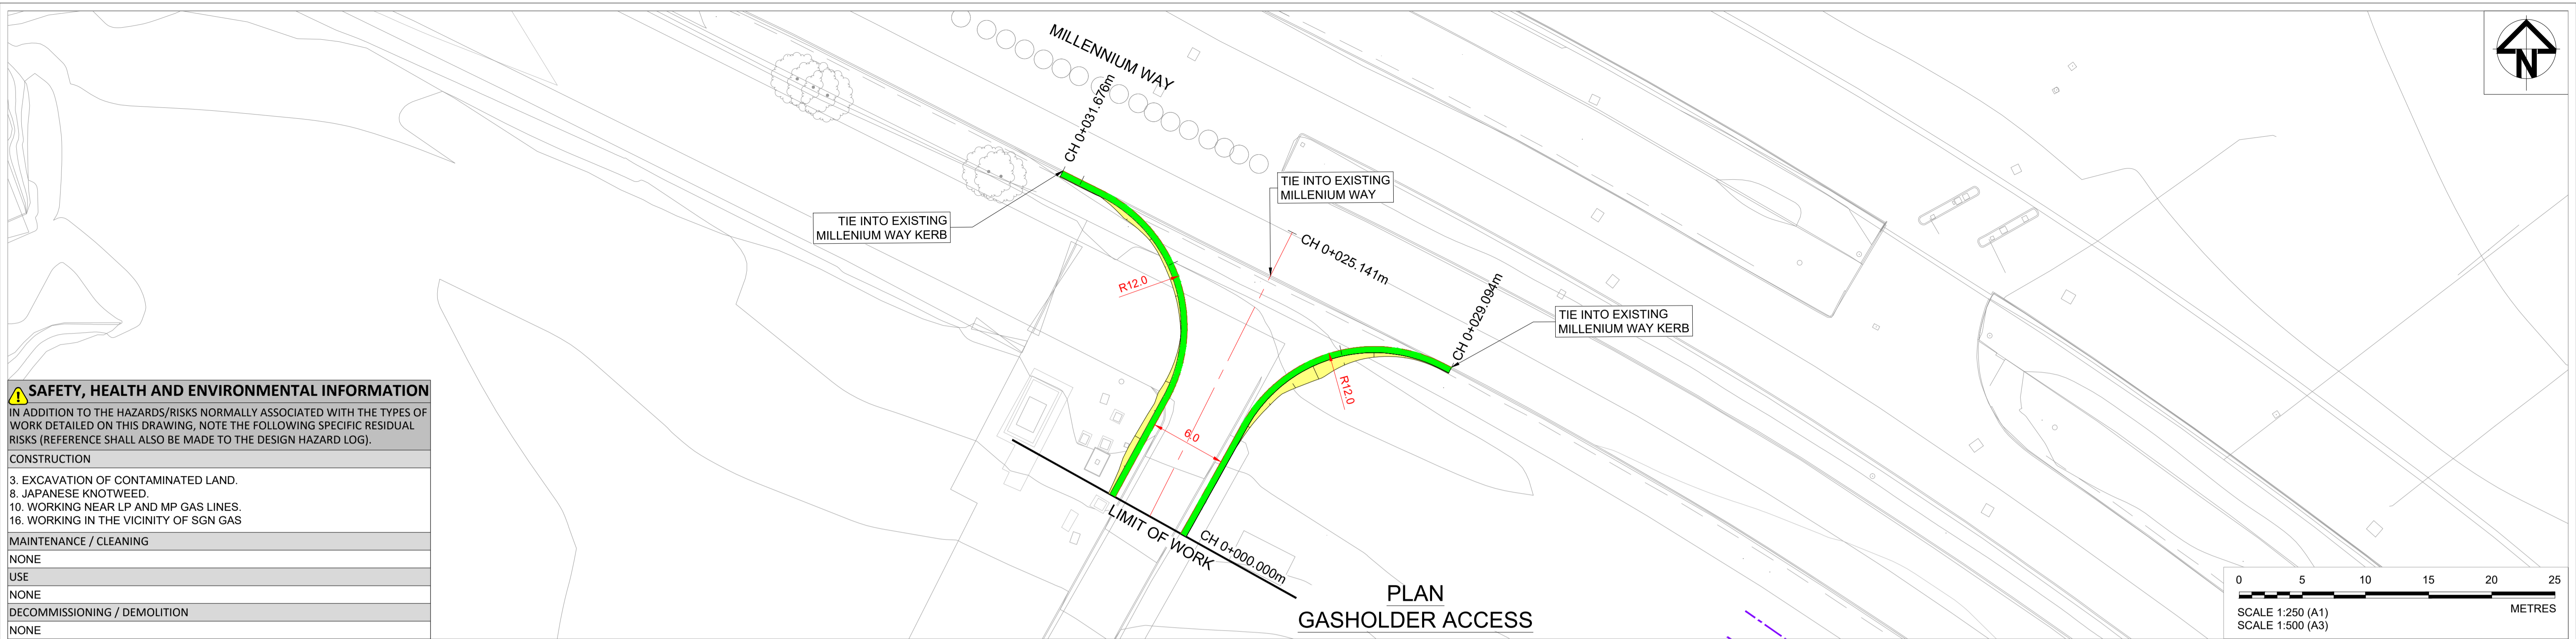 MILLENNIUM WAY
N
CH 0+031.676m
TIE INTO EXISTING
MILLENIUM WAY
TIE INTO EXISTING
MILLENIUM WAY KERB
CH 0+025.141m
R12.0
CH 0+029.094m
TIE INTO EXISTING
MILLENIUM WAY KERB
R12.0
6.0
LIMIT OF WORK
CH 0+000.000m
! SAFETY, HEALTH AND ENVIRONMENTAL INFORMATION
IN ADDITION TO THE HAZARDS/RISKS NORMALLY ASSOCIATED WITH THE TYPES OF
WORK DETAILED ON THIS DRAWING, NOTE THE FOLLOWING SPECIFIC RESIDUAL
RISKS (REFERENCE SHALL ALSO BE MADE TO THE DESIGN HAZARD LOG).
CONSTRUCTION
3. EXCAVATION OF CONTAMINATED LAND.
8. JAPANESE KNOTWEED.
10. WORKING NEAR LP AND MP GAS LINES.
16. WORKING IN THE VICINITY OF SGN GAS
MAINTENANCE / CLEANING
NONE
USE
NONE
DECOMMISSIONING / DEMOLITION
NONE
PLAN
GASHOLDER ACCESS
0 5 10 15 20 25
METRES
SCALE 1:250 (A1)
SCALE 1:500 (A3)